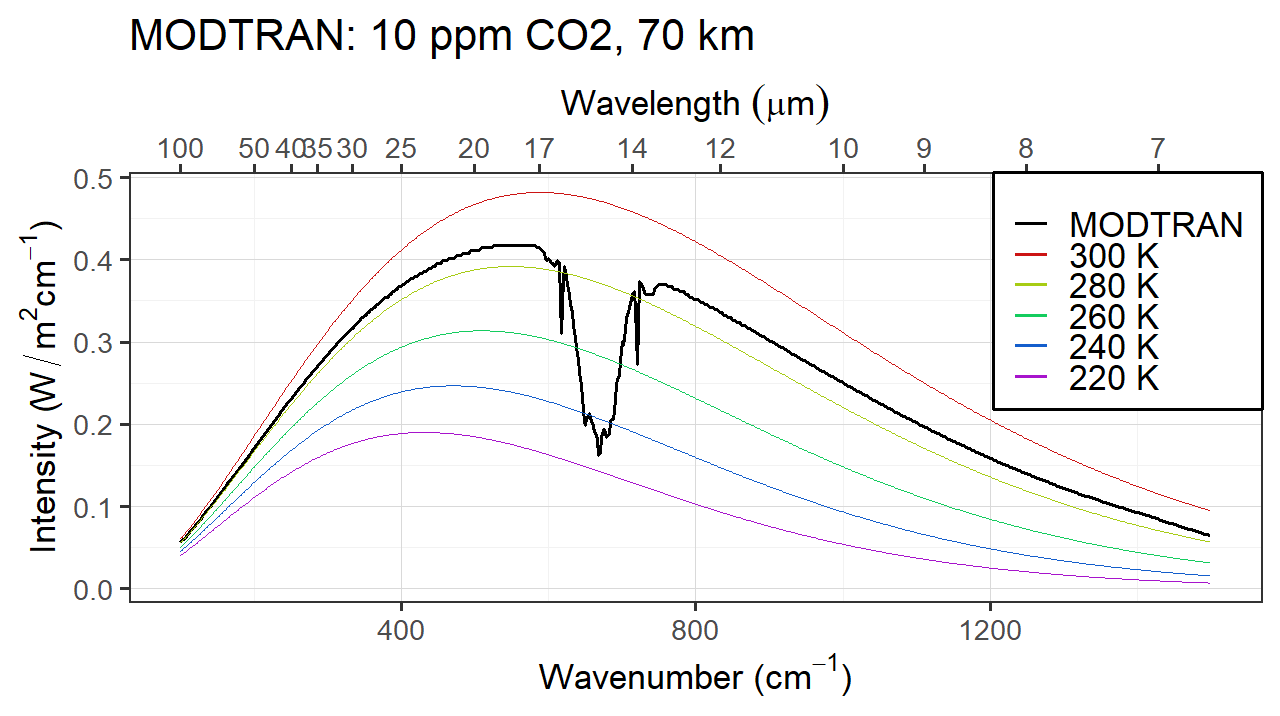 MODTRAN: 10 ppm CO2, 70 km
Wavelength (μm)
100 50 40 35 30 25 20 17 14 12 10 9 8 7
Intensity (W / m²cm⁻¹)
0.5
0.4
0.3
0.2
0.1
0.0
MODTRAN
300 K
280 K
260 K
240 K
220 K
400 800 1200
Wavenumber (cm⁻¹)